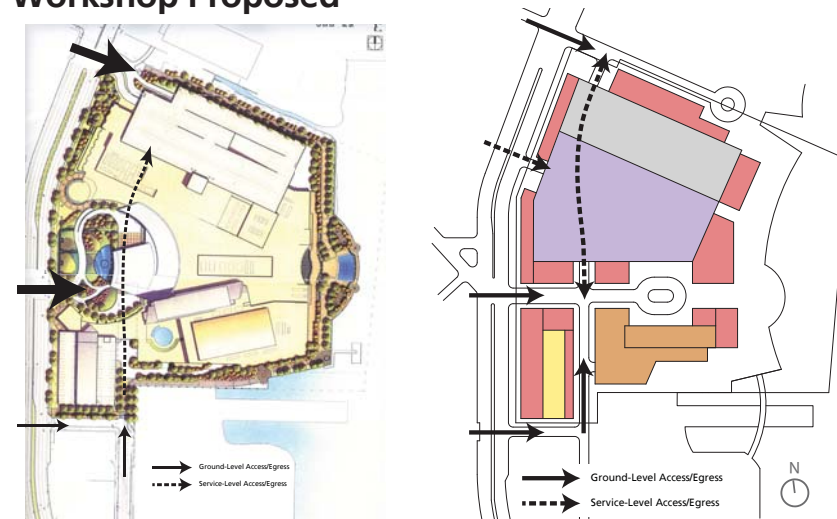 Workshop Proposed
Ground-Level Access/Egress
Service-Level Access/Egress
N
Ground-Level Access/Egress
Service-Level Access/Egress